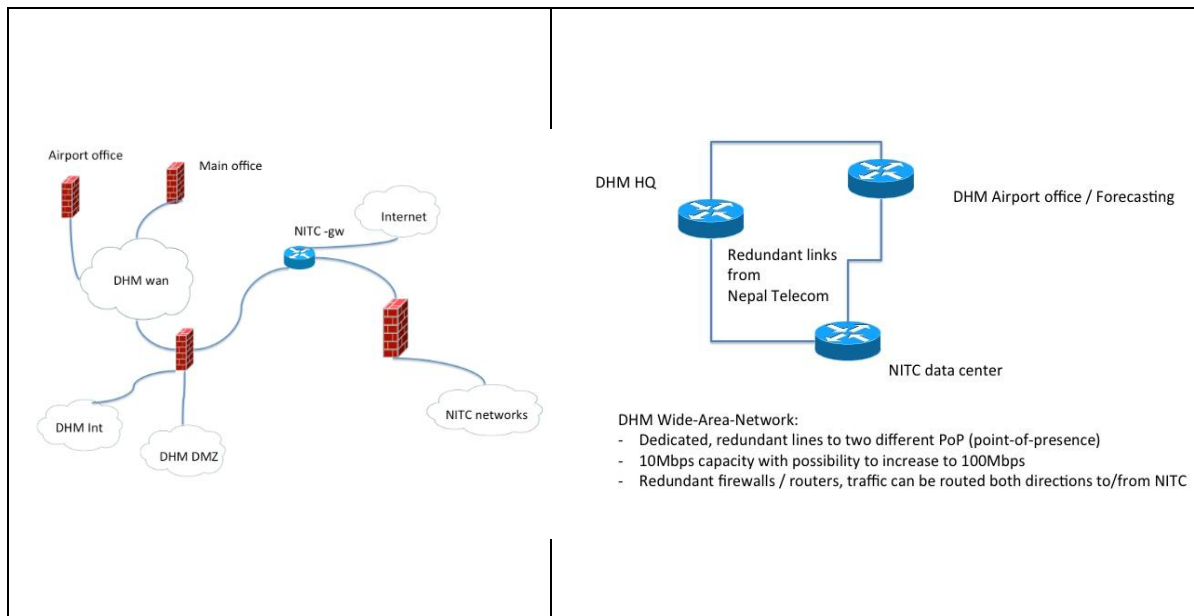 Airport office
Main office
DHM wan
NITC -gw
Internet
DHM Int
DHM DMZ
NITC networks
DHM HQ
DHM Airport office / Forecasting
Redundant links
from
Nepal Telecom
NITC data center
DHM Wide-Area-Network:
- Dedicated, redundant lines to two different PoP (point-of-presence)
- 10Mbps capacity with possibility to increase to 100Mbps
- Redundant firewalls / routers, traffic can be routed both directions to/from NITC